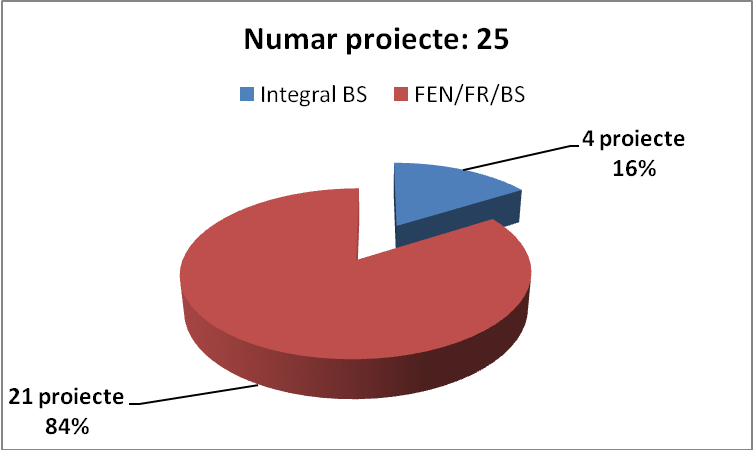 Numar proiecte: 25
Integral BS FEN/FR/BS
4 proiecte
16%
21 proiecte
84%